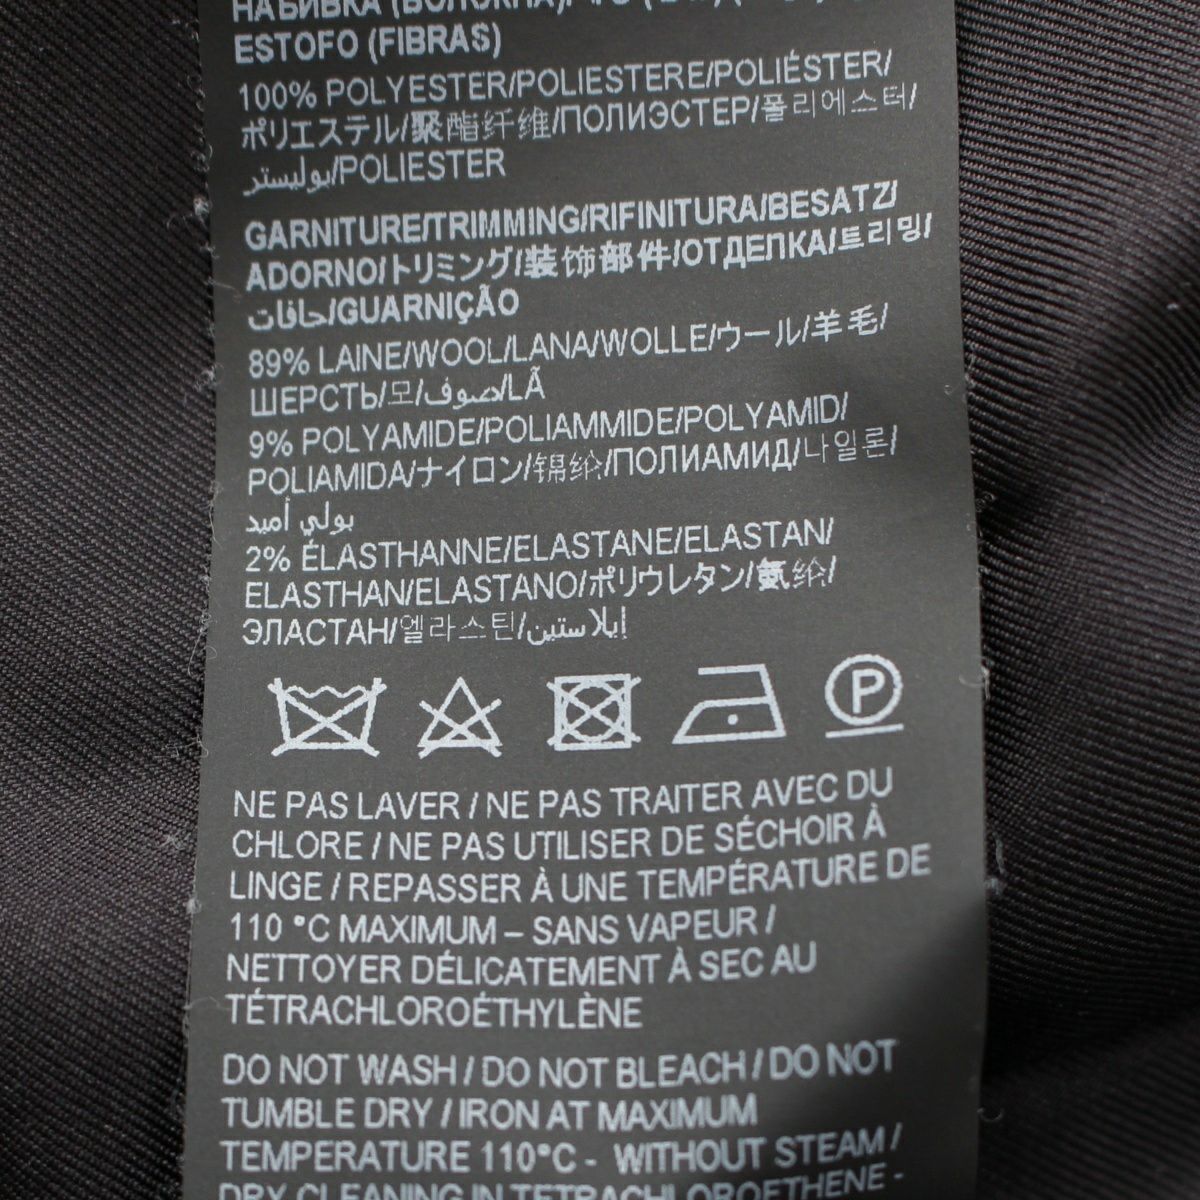 НАБИВКА (ВОЛОКНА)/
ESTOFO (FIBRAS)
100% POLYESTER/POLIESTERE/POLIÉSTER/
ポリエステル/聚酯纤维/ПОЛИЭСТЕР/폴리에스터/
بوليستر/POLIESTER
GARNITURE/TRIMMING/RIFINITURA/BESATZ/
ADORNO/トリミング/装饰部件/ОТДЕЛКА/트리밍/
حافات/GUARNIÇÃO
89% LAINE/WOOL/LANA/WOLLE/ウール/羊毛/
ШЕРСТЬ/모/صوف/LÃ
9% POLYAMIDE/POLIAMMIDE/POLYAMID/
POLIAMIDA/ナイロン/锦纶/ПОЛИАМИД/나일론/
بولي أميد
2% ÉLASTHANNE/ELASTANE/ELASTAN/
ELASTHAN/ELASTANO/ポリウレタン/氨纶/
ЭЛАСТАН/엘라스틴/إيلاستين
P
NE PAS LAVER / NE PAS TRAITER AVEC DU
CHLORE / NE PAS UTILISER DE SÉCHOIR À
LINGE / REPASSER À UNE TEMPÉRATURE DE
110 °C MAXIMUM – SANS VAPEUR /
NETTOYER DÉLICATEMENT À SEC AU
TÉTRACHLOROÉTHYLÈNE
DO NOT WASH / DO NOT BLEACH / DO NOT
TUMBLE DRY / IRON AT MAXIMUM
TEMPERATURE 110°C - WITHOUT STEAM /
DRY CLEANING IN TETRACHLOROETHENE -